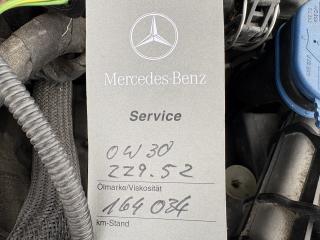 Mercedes-Benz
Service
0W30
229.52
Ölmarke/Viskosität
164 034
km-Stand